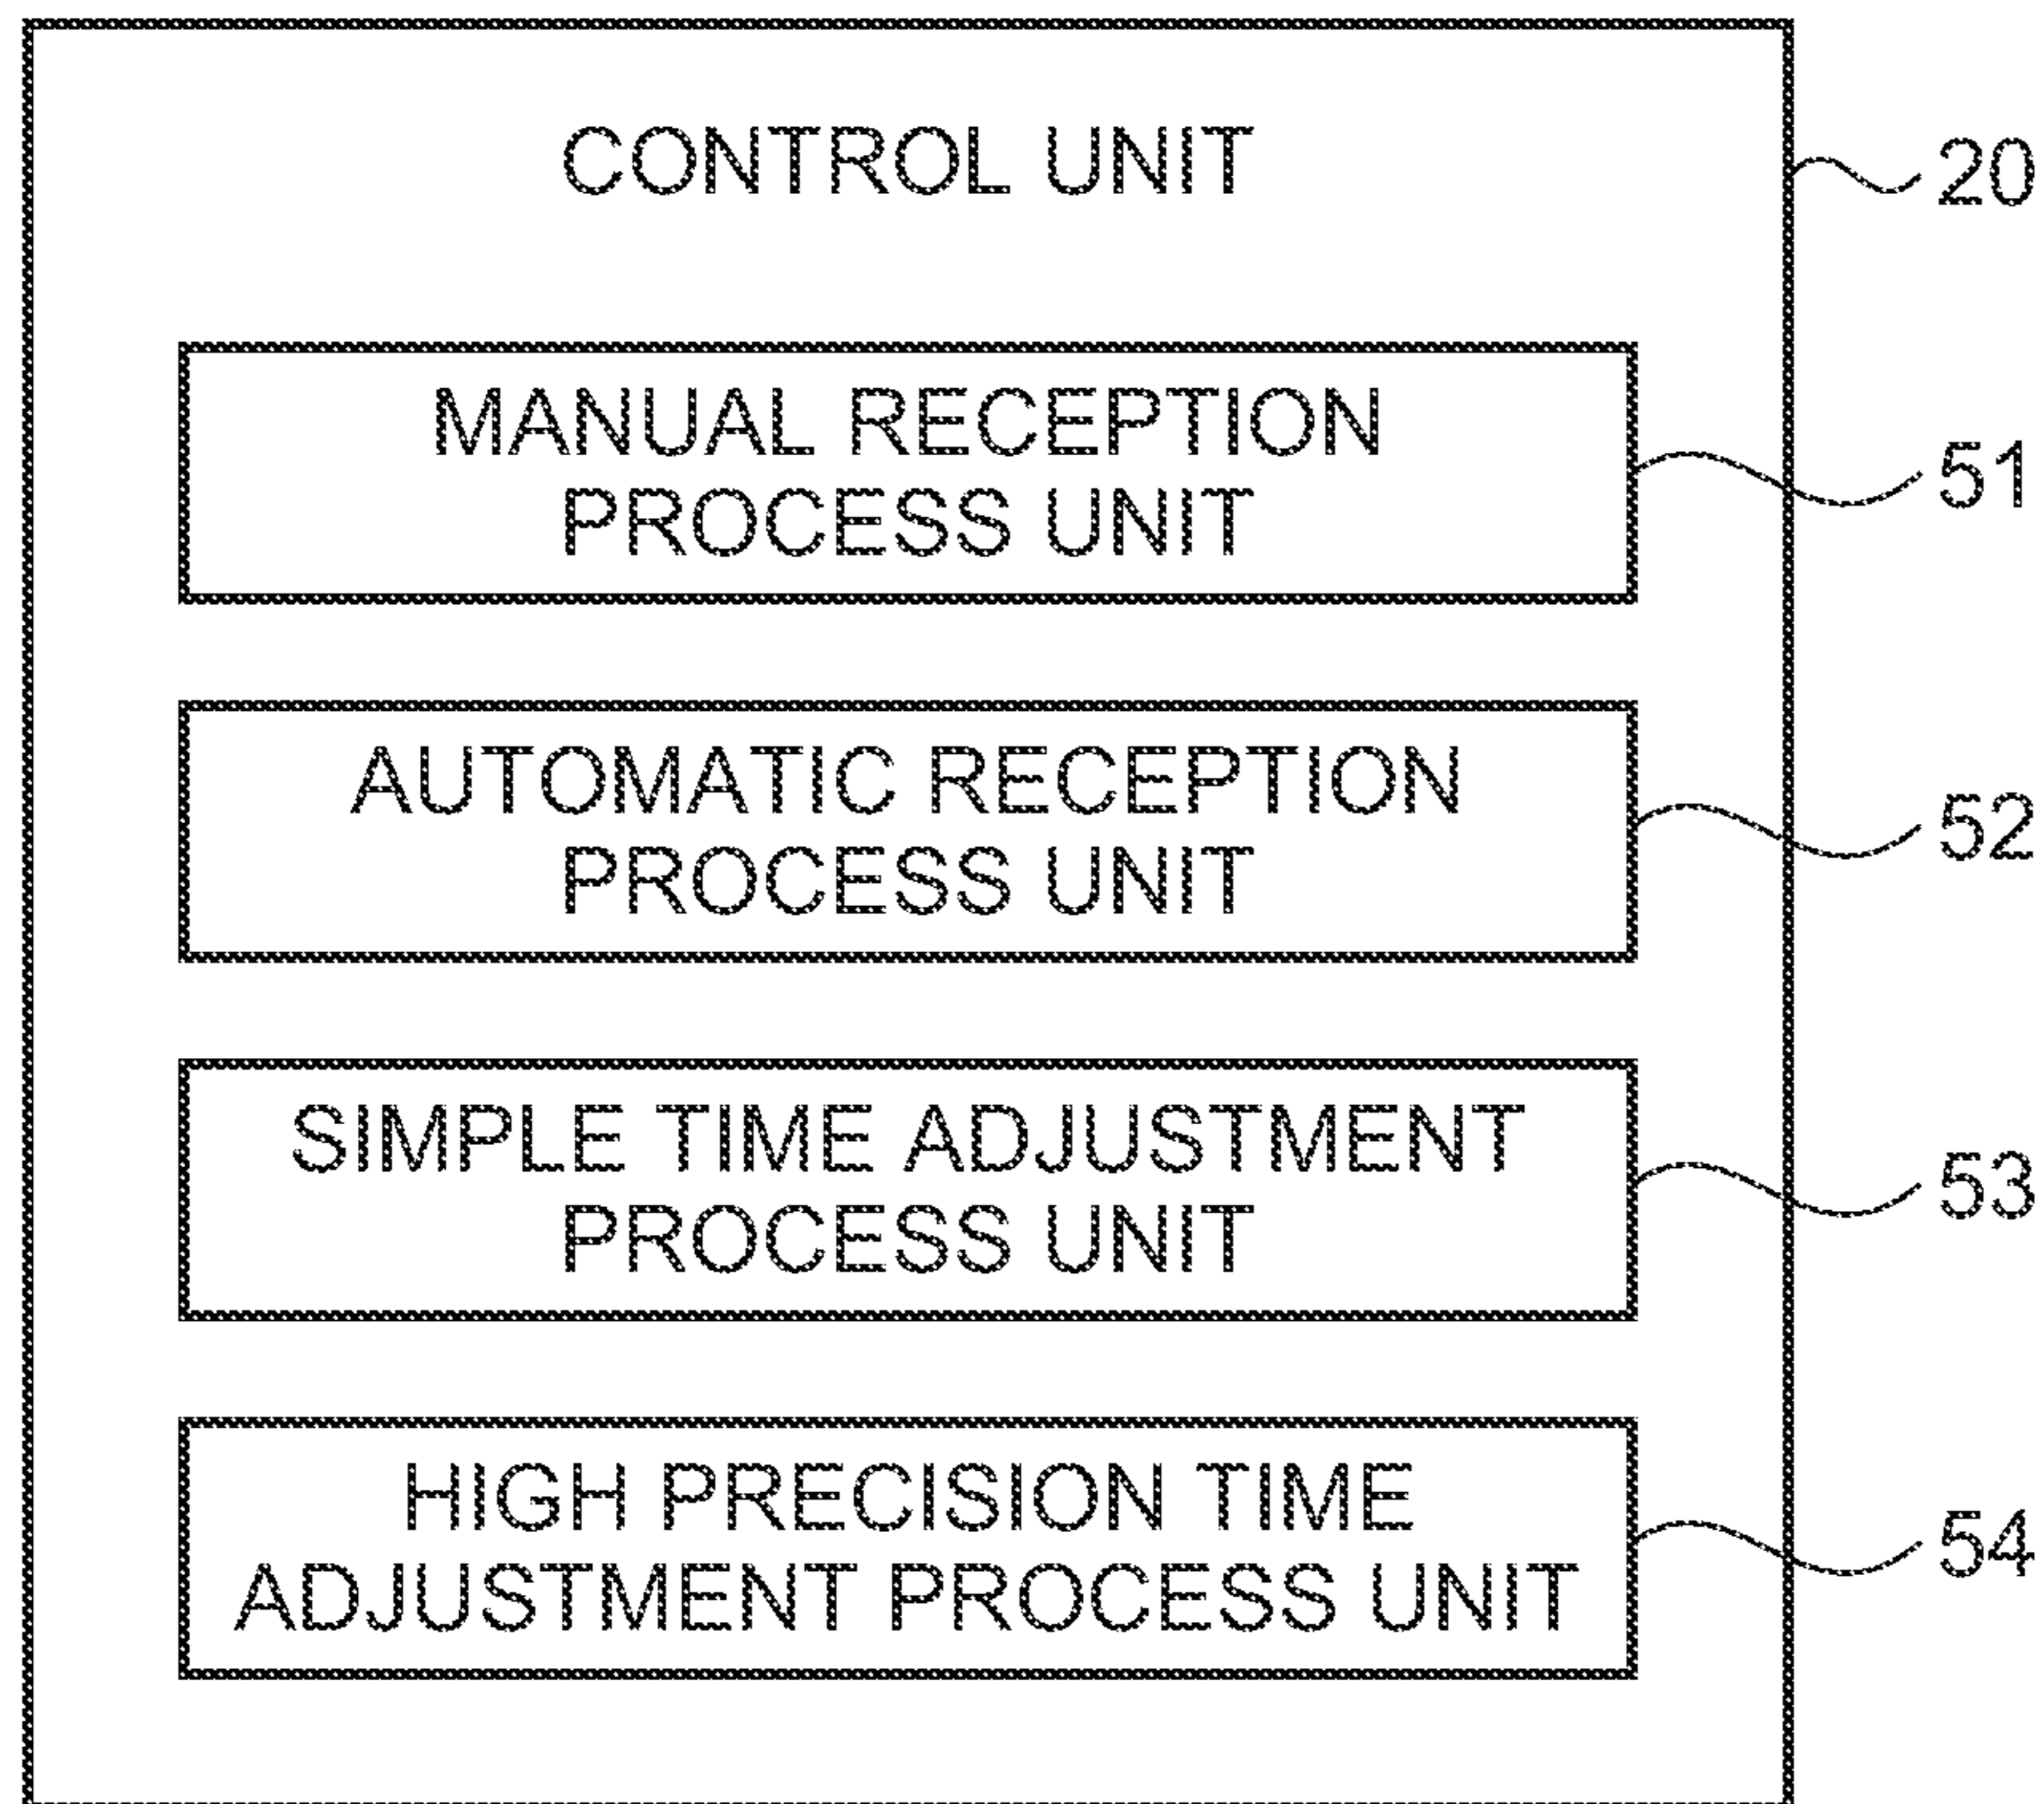 CONTROL UNIT
20
MANUAL RECEPTION
PROCESS UNIT
51
AUTOMATIC RECEPTION
PROCESS UNIT
52
SIMPLE TIME ADJUSTMENT
PROCESS UNIT
53
HIGH PRECISION TIME
ADJUSTMENT PROCESS UNIT
54